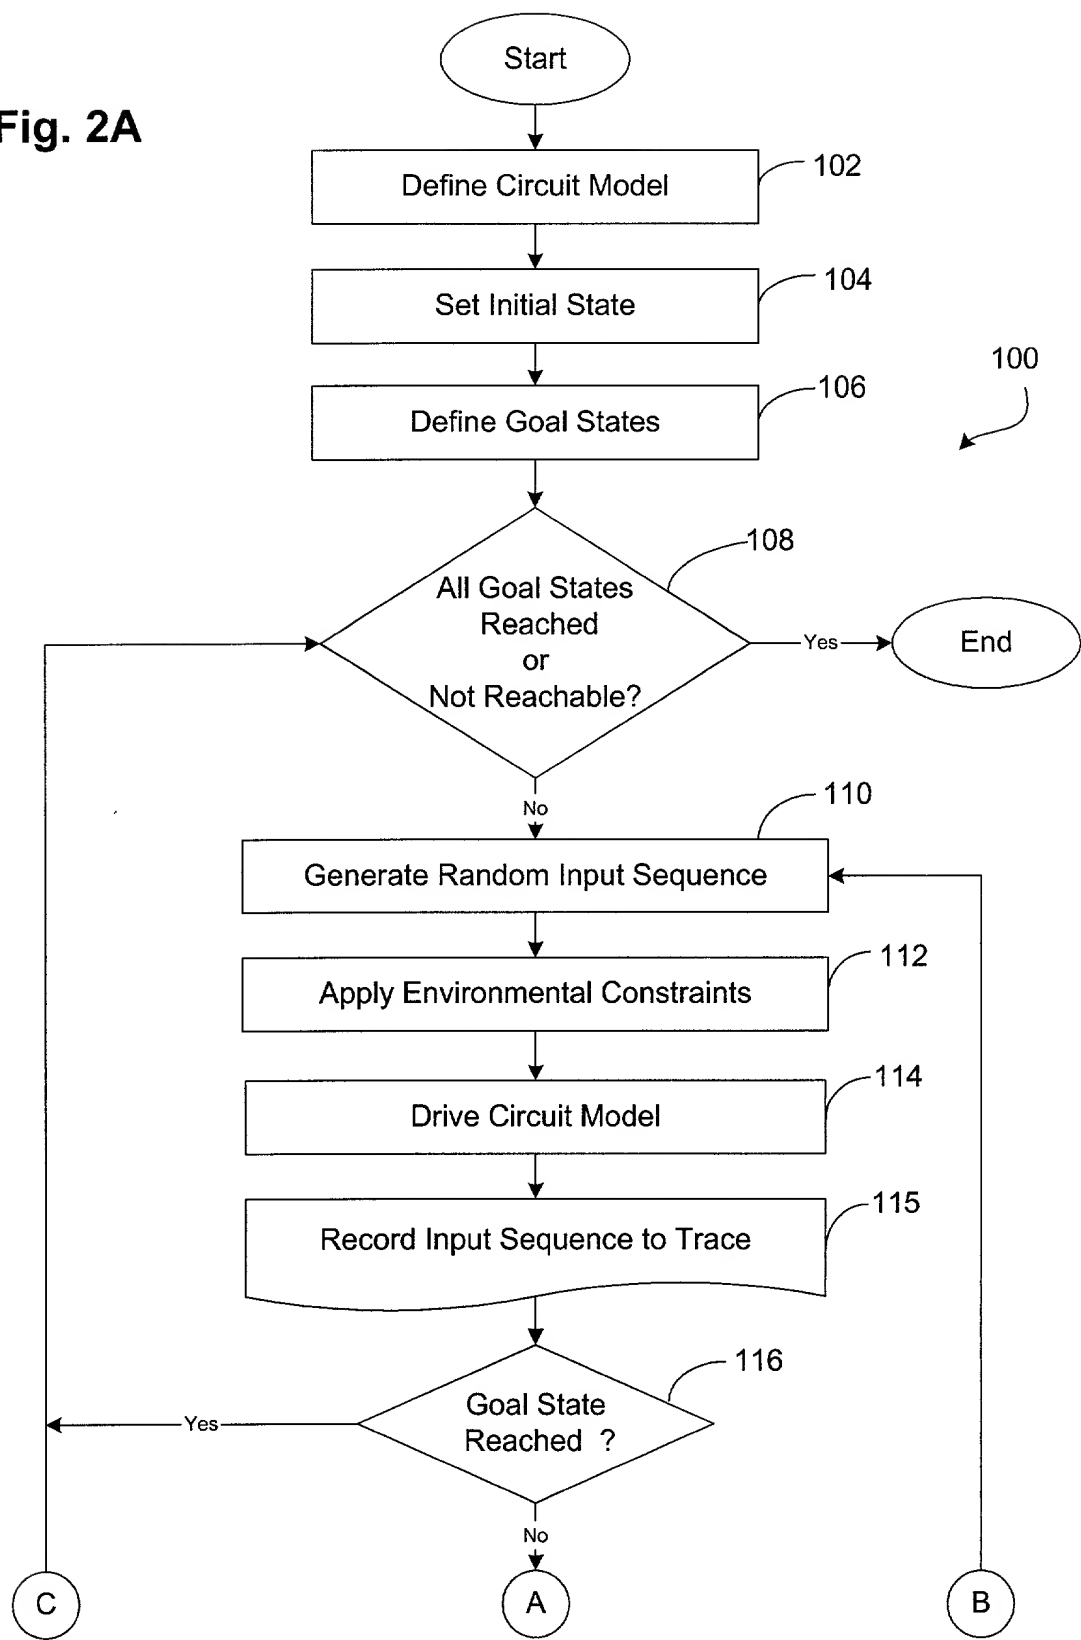 Start
Fig. 2A
Define Circuit Model
102
Set Initial State
104
100
Define Goal States
106
108
All Goal States
Reached
or
Not Reachable?
Yes
End
No
110
Generate Random Input Sequence
Apply Environmental Constraints
112
Drive Circuit Model
114
Record Input Sequence to Trace
115
116
Goal State
Reached ?
Yes
No
C
A
B